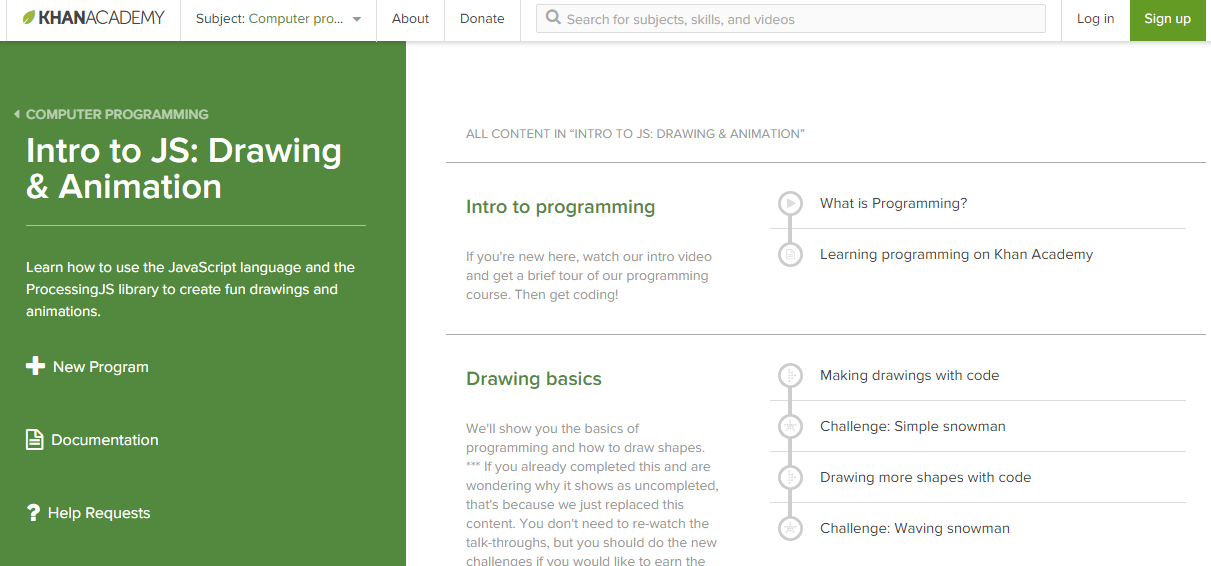 KHANACADEMY
Subject: Computer pro...
About
Donate
Search for subjects, skills, and videos
Log in
Sign up
COMPUTER PROGRAMMING
Intro to JS: Drawing
& Animation
Learn how to use the JavaScript language and the
ProcessingJS library to create fun drawings and
animations.
New Program
Documentation
Help Requests
ALL CONTENT IN “INTRO TO JS: DRAWING & ANIMATION”
Intro to programming
If you're new here, watch our intro video
and get a brief tour of our programming
course. Then get coding!
What is Programming?
Learning programming on Khan Academy
Drawing basics
We'll show you the basics of
programming and how to draw shapes.
*** If you already completed this and are
wondering why it shows as uncompleted,
that's because we just replaced this
content. You don't need to re-watch the
talk-throughs, but you should do the new
challenges if you would like to earn the
Making drawings with code
Challenge: Simple snowman
Drawing more shapes with code
Challenge: Waving snowman